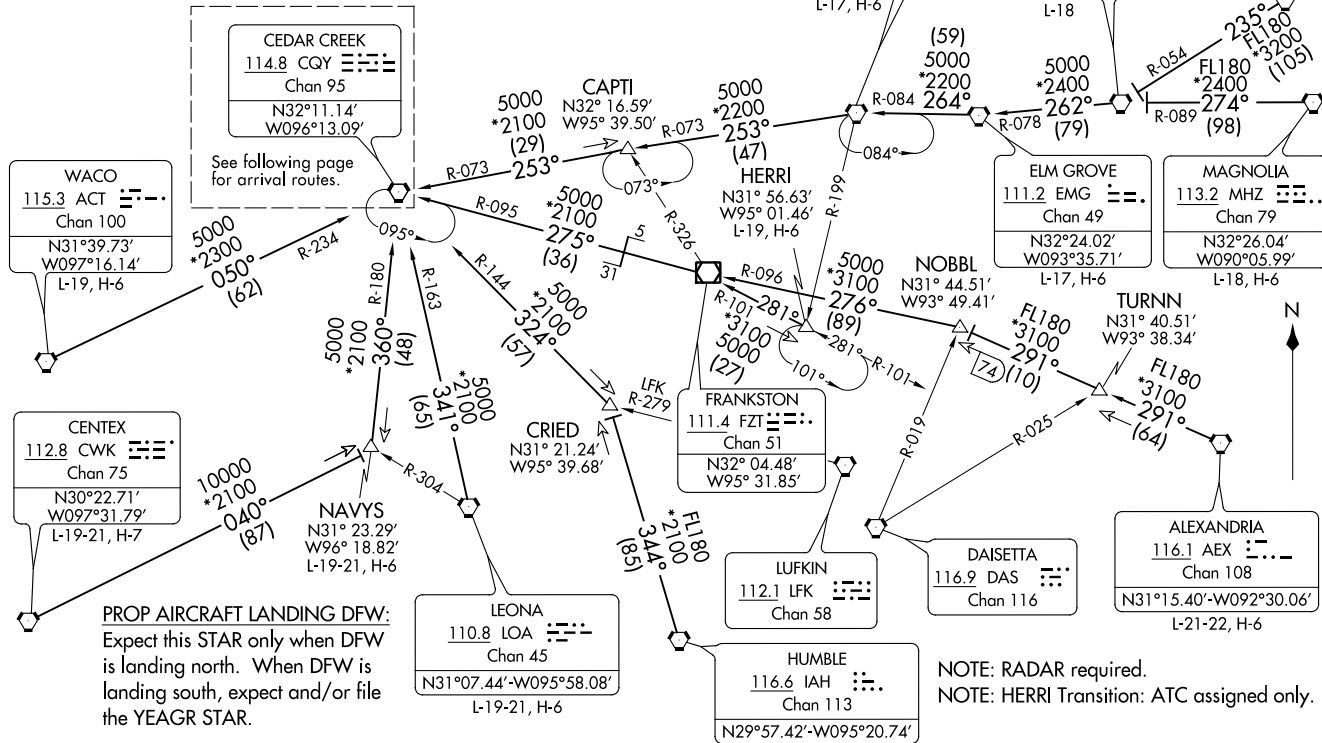 L-17, H-6
L-18
CEDAR CREEK
114.8 CQY
Chan 95
N32°11.14′
W096°13.09′
See following page
for arrival routes.
CAPTI
N32° 16.59′
W95° 39.50′
5000
*2100
(29)
R-073
253°
5000
*2200
253°
(47)
R-073
073°
(59)
5000
*2200
264°
R-084
084°
5000
*2400
262°
(79)
R-078
R-054
235°
FL180
*3200
(105)
FL180
*2400
274°
(98)
R-089
WACO
115.3 ACT
Chan 100
N31°39.73′
W097°16.14′
L-19, H-6
5000
*2300
050°
(62)
R-234
095°
R-095
5000
*2100
275°
(36)
5
31
R-326
HERRI
N31° 56.63′
W95° 01.46′
L-19, H-6
R-199
ELM GROVE
111.2 EMG
Chan 49
N32°24.02′
W093°35.71′
L-17, H-6
MAGNOLIA
113.2 MHZ
Chan 79
N32°26.04′
W090°05.99′
L-18, H-6
R-180
5000
*2100
360°
(48)
R-163
5000
*2100
341°
(65)
R-144
5000
*2100
324°
(57)
R-096
5000
*3100
276°
(89)
R-101
281°
*3100
5000
(27)
101°
281°
R-101
NOBBL
N31° 44.51′
W93° 49.41′
74
FL180
*3100
291°
(10)
TURNN
N31° 40.51′
W93° 38.34′
FL180
*3100
291°
(64)
N
R-019
R-025
LFK
R-279
CRIED
N31° 21.24′
W95° 39.68′
FRANKSTON
111.4 FZT
Chan 51
N32° 04.48′
W95° 31.85′
CENTEX
112.8 CWK
Chan 75
N30°22.71′
W097°31.79′
L-19-21, H-7
10000
*2100
040°
(87)
NAVYS
N31° 23.29′
W96° 18.82′
L-19-21, H-6
R-304
FL180
*2100
344°
(85)
LUFKIN
112.1 LFK
Chan 58
DAISETTA
116.9 DAS
Chan 116
ALEXANDRIA
116.1 AEX
Chan 108
N31°15.40′-W092°30.06′
L-21-22, H-6
LEONA
110.8 LOA
Chan 45
N31°07.44′-W095°58.08′
L-19-21, H-6
HUMBLE
116.6 IAH
Chan 113
N29°57.42′-W095°20.74′
PROP AIRCRAFT LANDING DFW:
Expect this STAR only when DFW
is landing north. When DFW is
landing south, expect and/or file
the YEAGR STAR.
NOTE: RADAR required.
NOTE: HERRI Transition: ATC assigned only.